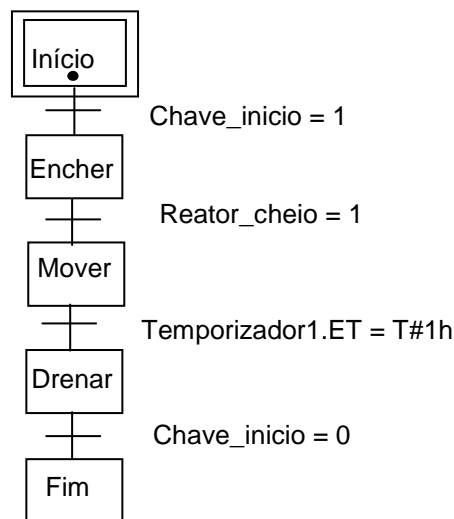 Início
Chave_inicio = 1
Encher
Reator_cheio = 1
Mover
Temporizador1.ET = T#1h
Drenar
Chave_inicio = 0
Fim